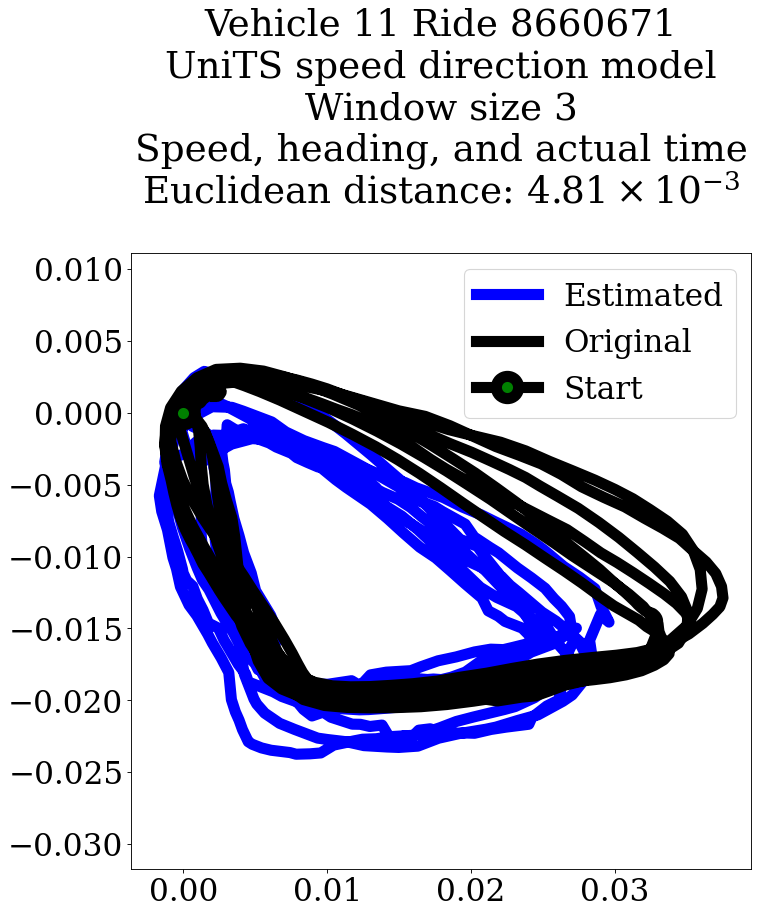 Vehicle 11 Ride 8660671
UniTS speed direction model
Window size 3
Speed, heading, and actual time
Euclidean distance: 4.81 × 10⁻³
Estimated
Original
Start
0.010
0.005
0.000
−0.005
−0.010
−0.015
−0.020
−0.025
−0.030
0.00 0.01 0.02 0.03